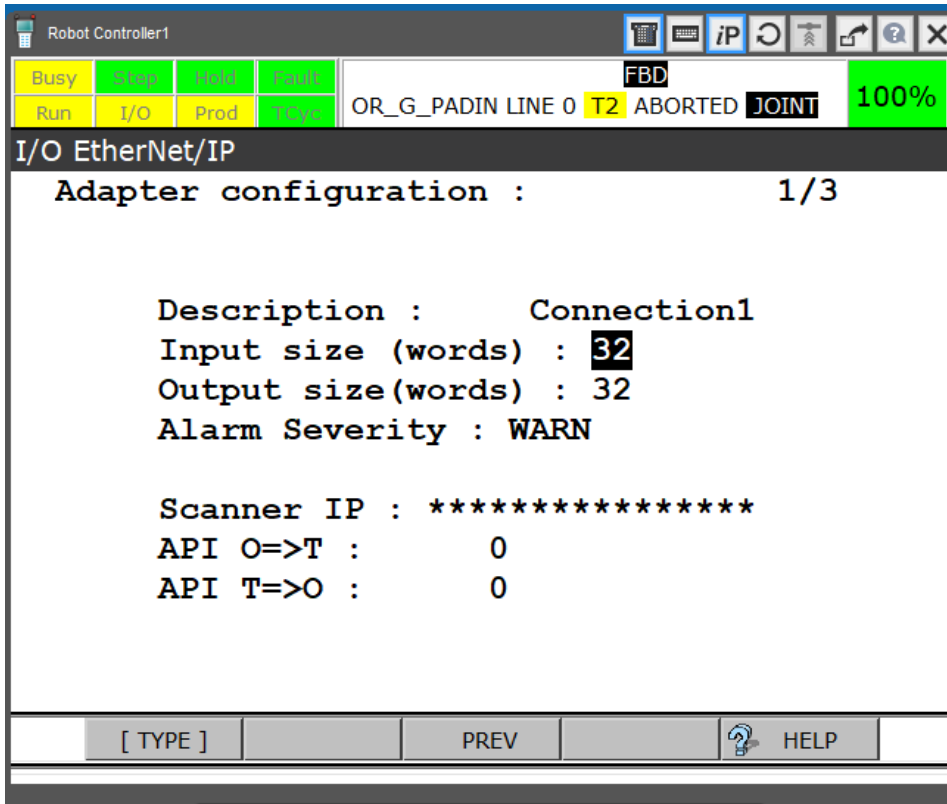 Robot Controller1
iP
Busy Step Hold Fault
Run I/O Prod TCyc
FBD
OR_G_PADIN LINE 0 T2 ABORTED JOINT
100%
I/O EtherNet/IP
Adapter configuration : 1/3
Description : Connection1
Input size (words) : 32
Output size(words) : 32
Alarm Severity : WARN
Scanner IP : ****************
API O=>T : 0
API T=>O : 0
[ TYPE ] PREV HELP